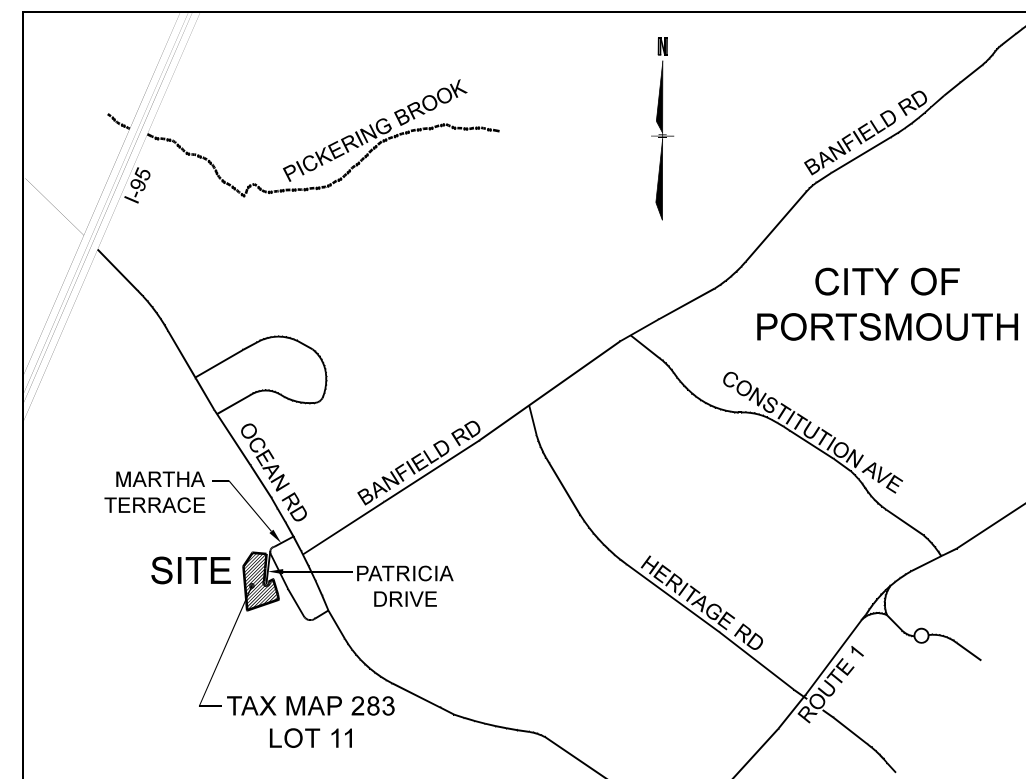 N
PICKERING BROOK
BANFIELD RD
I-95
CITY OF
PORTSMOUTH
CONSTITUTION AVE
OCEAN RD
BANFIELD RD
MARTHA
TERRACE
SITE
PATRICIA
DRIVE
HERITAGE RD
ROUTE 1
TAX MAP 283
LOT 11